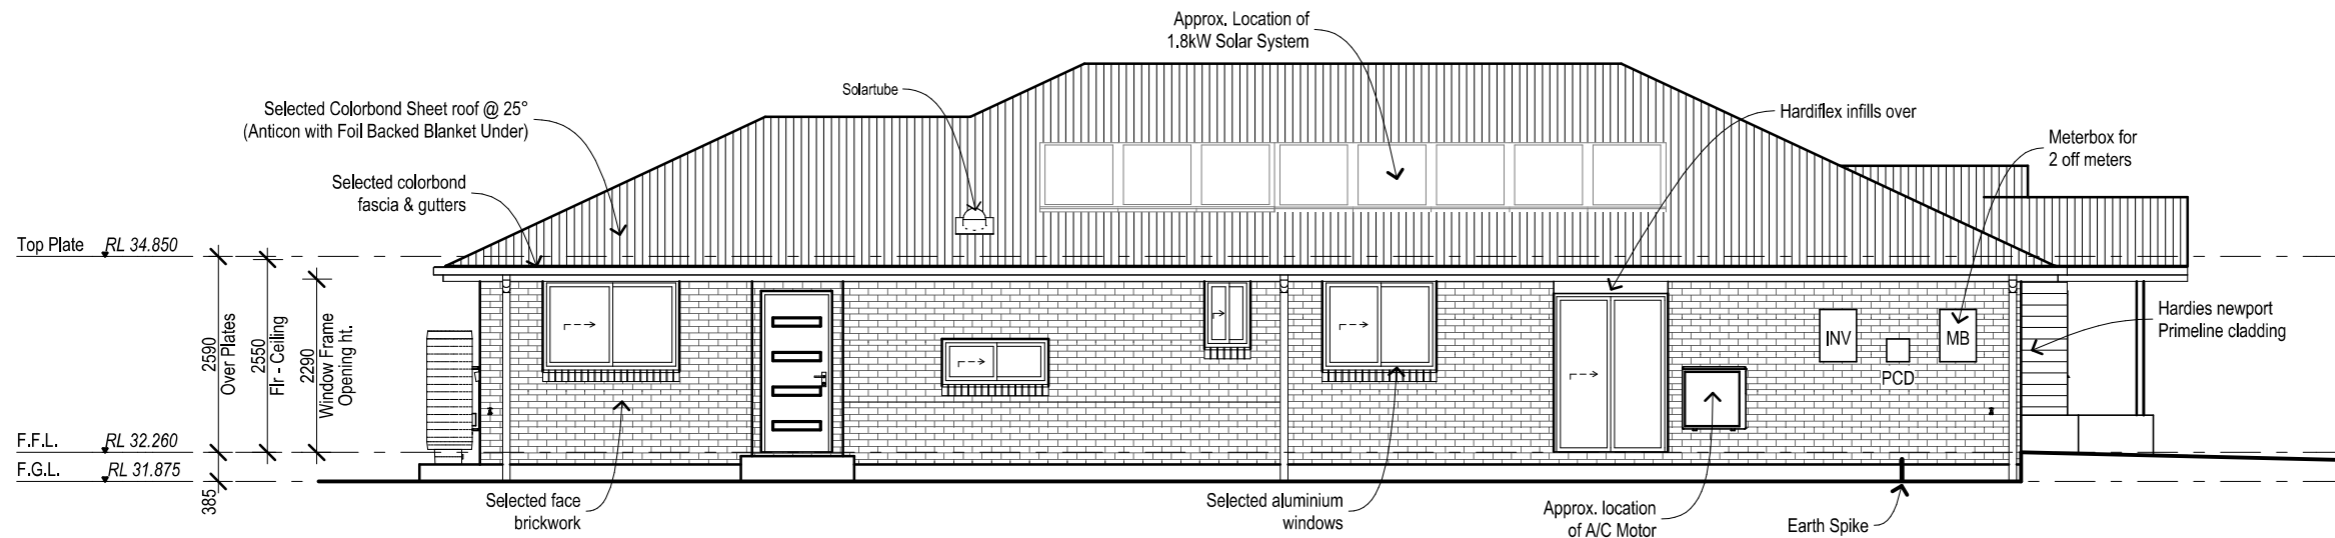 Approx. Location of
1.8kW Solar System
Solartube
Selected Colorbond Sheet roof @ 25°
(Anticon with Foil Backed Blanket Under)
Hardiflex infills over
Meterbox for
2 off meters
Selected colorbond
fascia & gutters
Top Plate RL 34.850
2590
Over Plates
2550
Flr - Ceiling
2290
Window Frame
Opening ht.
Hardies newport
Primeline cladding
INV
MB
PCD
F.F.L. RL 32.260
F.G.L. RL 31.875
385
Selected face
brickwork
Selected aluminium
windows
Approx. location
of A/C Motor
Earth Spike